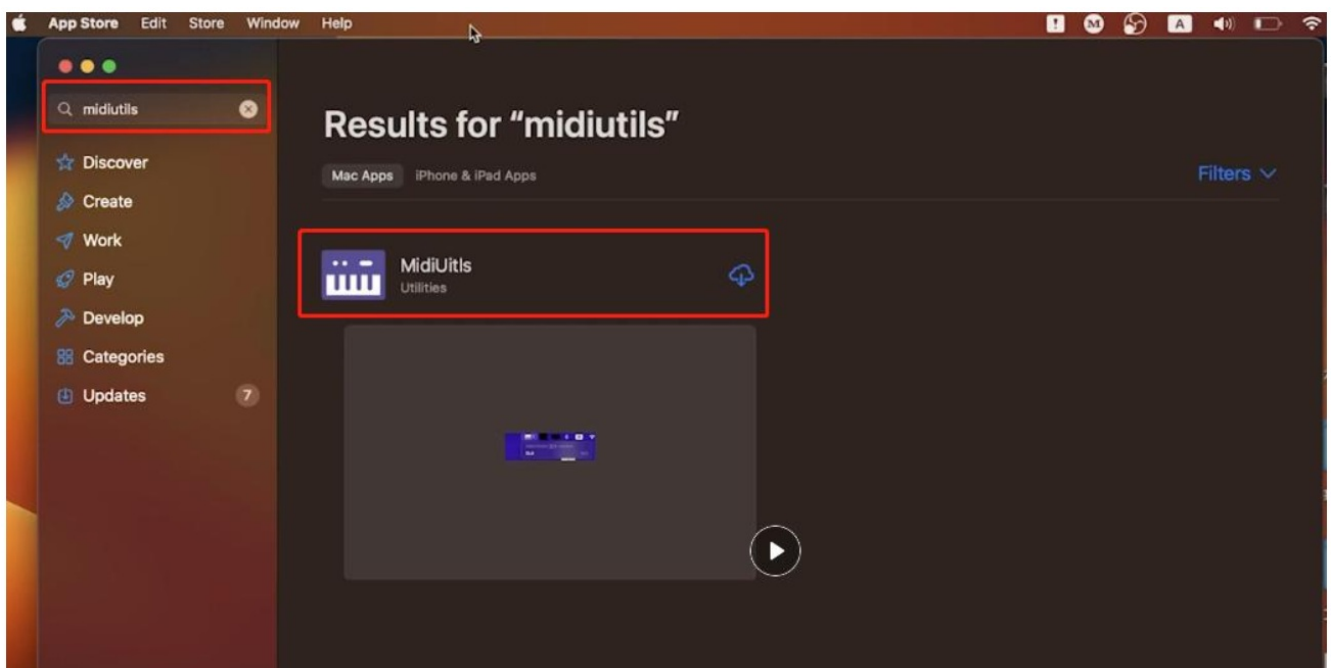 App Store Edit Store Window Help
A
midiutils
Results for “midiutils”
Discover
Mac Apps iPhone & iPad Apps
Filters
Create
Work
MidiUitls
Utilities
Play
Develop
Categories
Updates 7